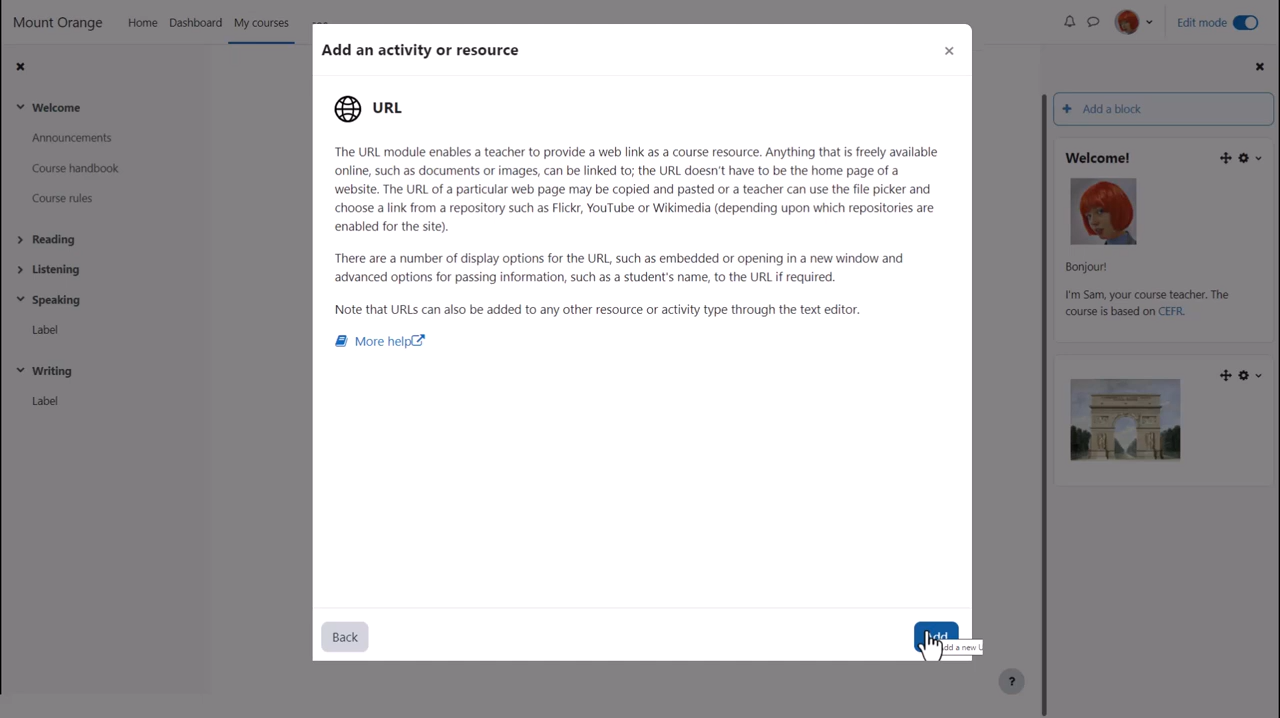 Mount Orange
Home
Dashboard
My courses
Edit mode
Add an activity or resource
×
URL
The URL module enables a teacher to provide a web link as a course resource. Anything that is freely available
online, such as documents or images, can be linked to; the URL doesn't have to be the home page of a
website. The URL of a particular web page may be copied and pasted or a teacher can use the file picker and
choose a link from a repository such as Flickr, YouTube or Wikimedia (depending upon which repositories are
enabled for the site).
There are a number of display options for the URL, such as embedded or opening in a new window and
advanced options for passing information, such as a student's name, to the URL if required.
Note that URLs can also be added to any other resource or activity type through the text editor.
More help
Back
Welcome
Announcements
Course handbook
Course rules
Reading
Listening
Speaking
Label
Writing
Label
+ Add a block
Welcome!
Bonjour!
I'm Sam, your course teacher. The
course is based on CEFR.
?